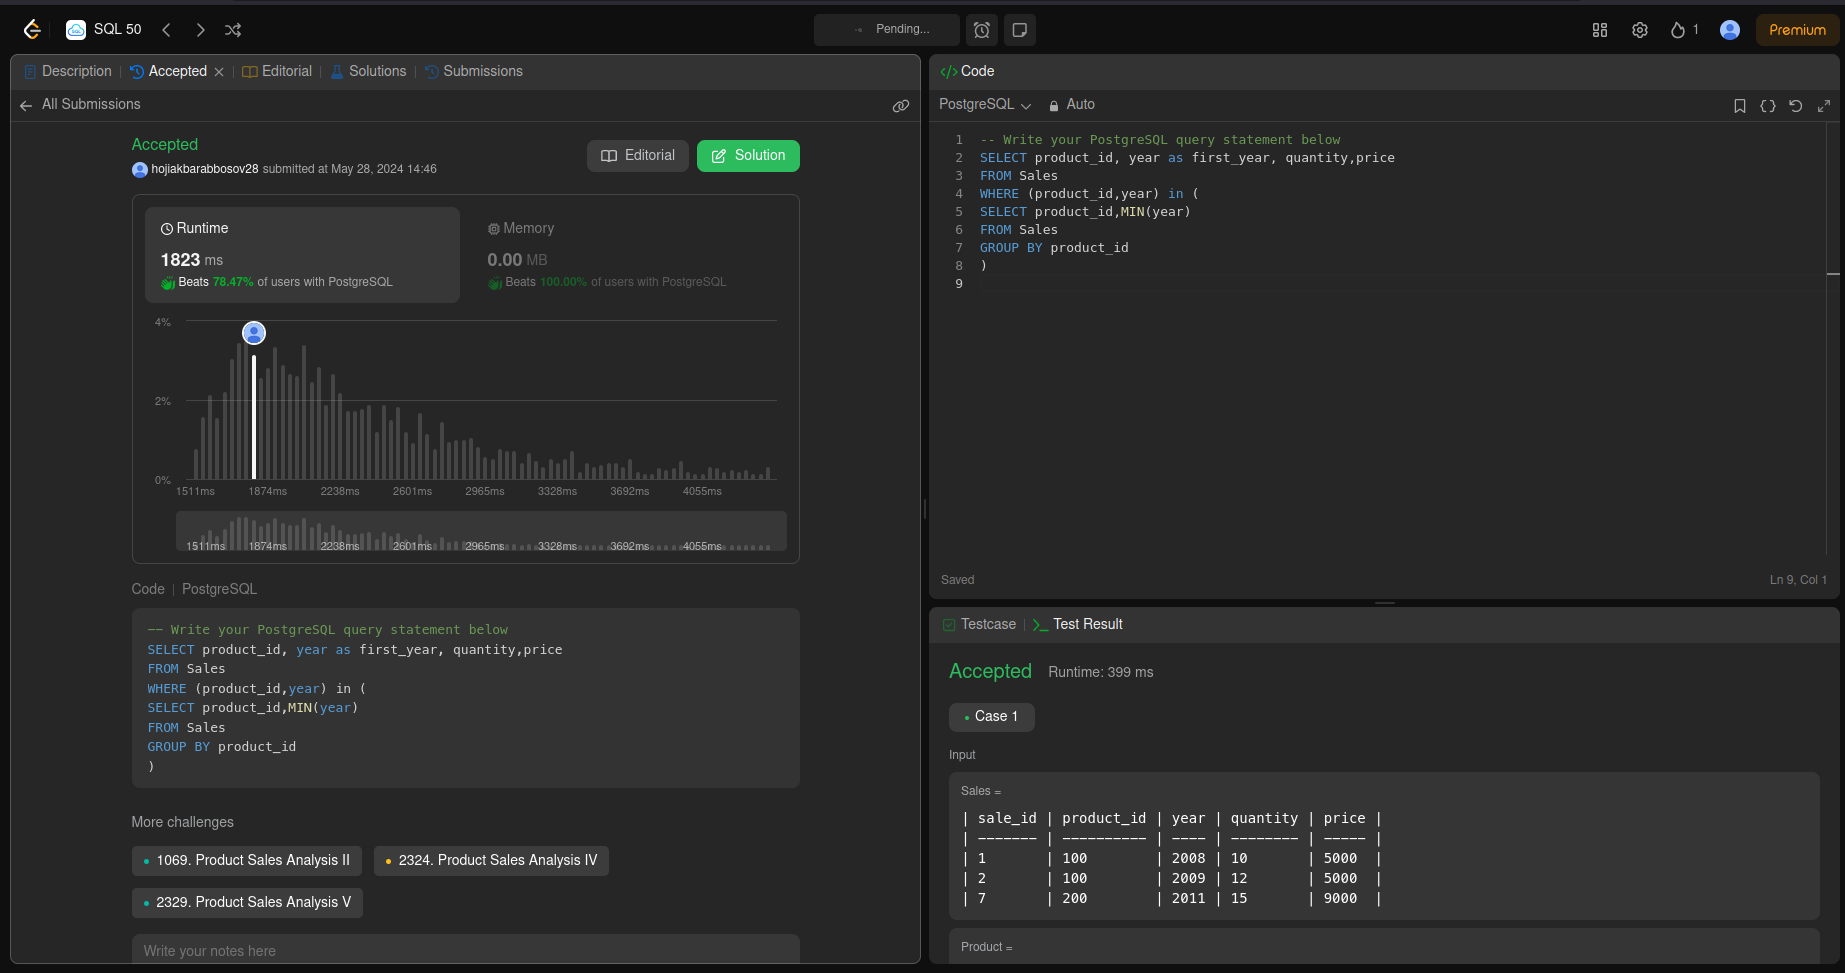 SQL 50
Pending...
1
Premium
Description
Accepted
Editorial
Solutions
Submissions
All Submissions
Accepted
hojiakbarabbosov28 submitted at May 28, 2024 14:46
Editorial
Solution
Runtime
1823 ms
Beats 78.47% of users with PostgreSQL
Memory
0.00 MB
Beats 100.00% of users with PostgreSQL
4%
2%
0%
1511ms 1874ms 2238ms 2601ms 2965ms 3328ms 3692ms 4055ms
1511ms 1874ms 2238ms 2601ms 2965ms 3328ms 3692ms 4055ms
Code | PostgreSQL
-- Write your PostgreSQL query statement below
SELECT product_id, year as first_year, quantity,price
FROM Sales
WHERE (product_id,year) in (
SELECT product_id,MIN(year)
FROM Sales
GROUP BY product_id
)
More challenges
1069. Product Sales Analysis II
2324. Product Sales Analysis IV
2329. Product Sales Analysis V
Write your notes here
</> Code
PostgreSQL
Auto
1 -- Write your PostgreSQL query statement below
2 SELECT product_id, year as first_year, quantity,price
3 FROM Sales
4 WHERE (product_id,year) in (
5 SELECT product_id,MIN(year)
6 FROM Sales
7 GROUP BY product_id
8 )
9
Saved
Ln 9, Col 1
Testcase
Test Result
Accepted
Runtime: 399 ms
Case 1
Input
Sales =
| sale_id | product_id | year | quantity | price |
| ------- | ---------- | ---- | -------- | ----- |
| 1 | 100 | 2008 | 10 | 5000 |
| 2 | 100 | 2009 | 12 | 5000 |
| 7 | 200 | 2011 | 15 | 9000 |
Product =